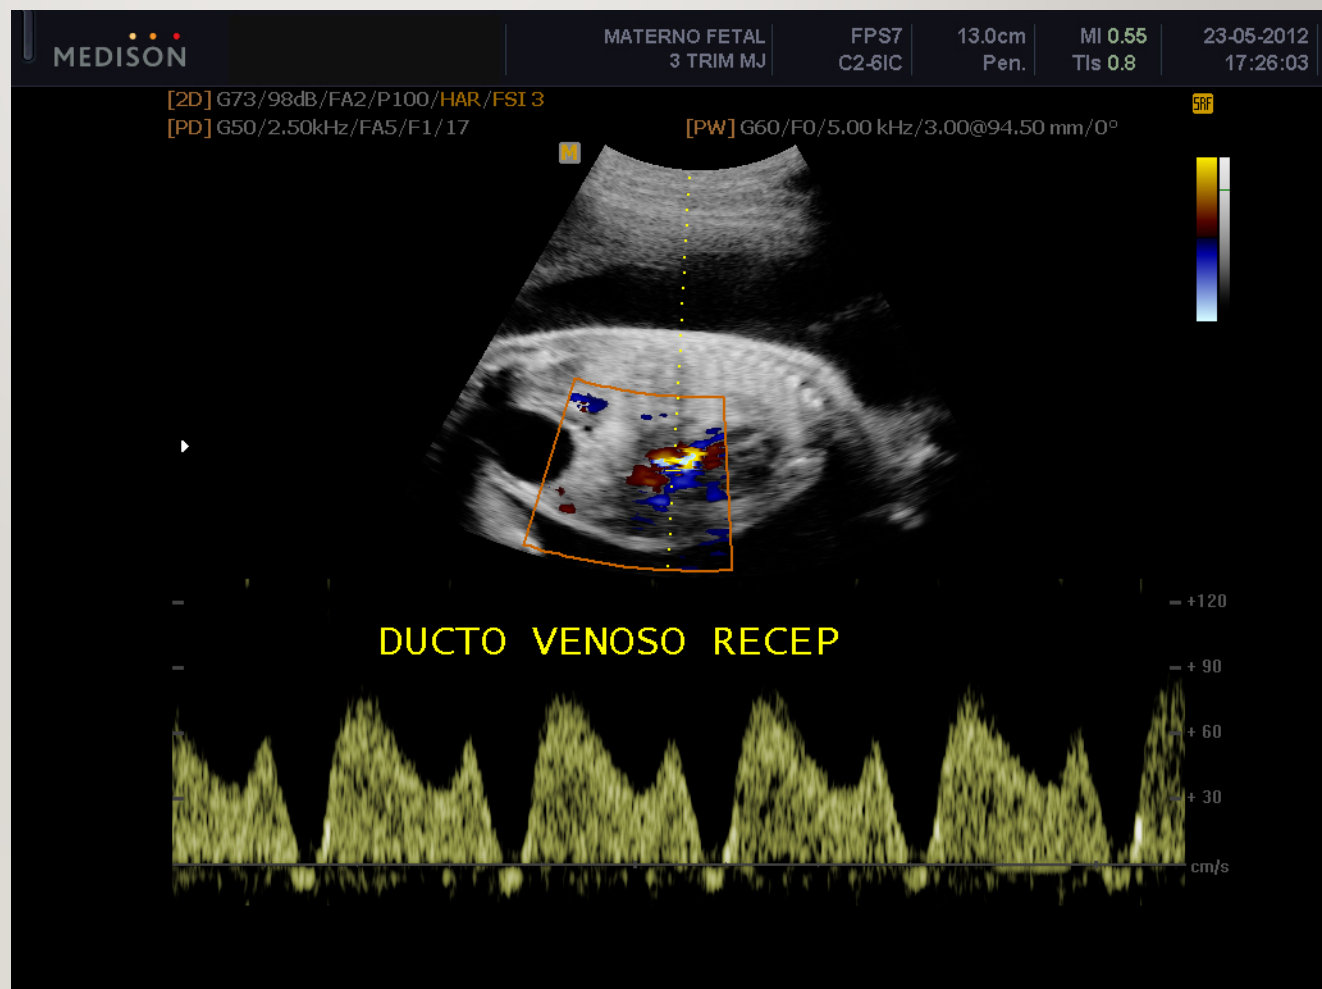 MEDISON
MATERNO FETAL
3 TRIM MJ
FPS7
C2-6IC
13.0cm
Pen.
MI 0.55
TIs 0.8
23-05-2012
17:26:03
[2D] G73/98dB/FA2/P100/HAR/FSI 3
[PD] G50/2.50kHz/FA5/F1/17
[PW] G60/F0/5.00 kHz/3.00@94.50 mm/0°
SRF
M
DUCTO VENOSO RECEP
+120
+ 90
+ 60
+ 30
cm/s